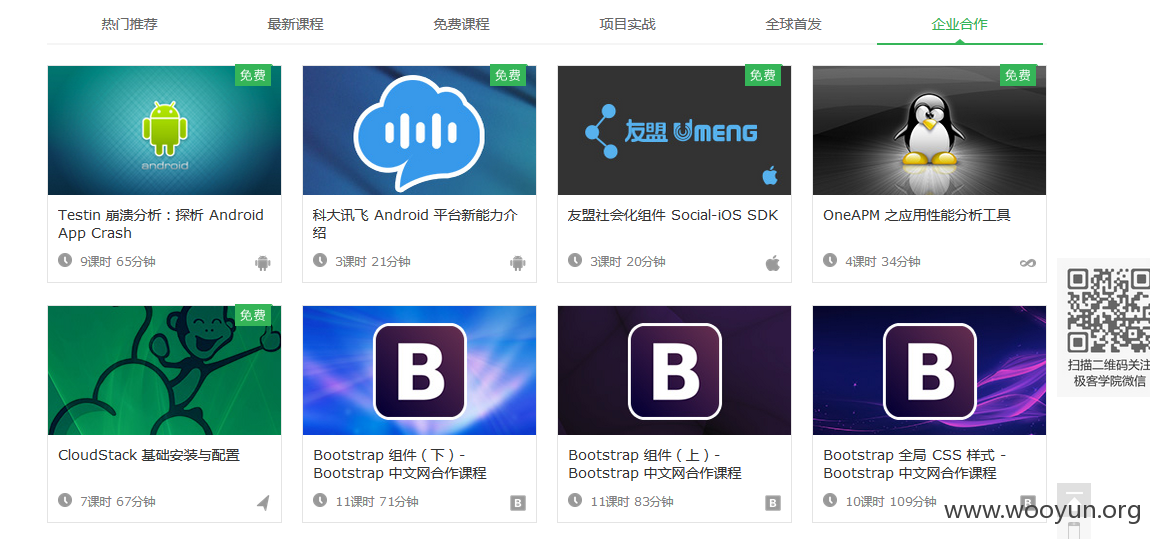 热门推荐 最新课程 免费课程 项目实战 全球首发 企业合作
免费 免费 免费 免费
android
友盟 UMENG
Testin 崩溃分析：探析 Android
App Crash
9课时 65分钟
科大讯飞 Android 平台新能力介
绍
3课时 21分钟
友盟社会化组件 Social-iOS SDK
3课时 20分钟
OneAPM 之应用性能分析工具
4课时 34分钟
扫描二维码关注
极客学院微信
免费
B B B
CloudStack 基础安装与配置
7课时 67分钟
Bootstrap 组件（下）-
Bootstrap 中文网合作课程
11课时 71分钟
B
Bootstrap 组件（上）-
Bootstrap 中文网合作课程
11课时 83分钟
B
Bootstrap 全局 CSS 样式 -
Bootstrap 中文网合作课程
10课时 109分钟
B
www.wooyun.org